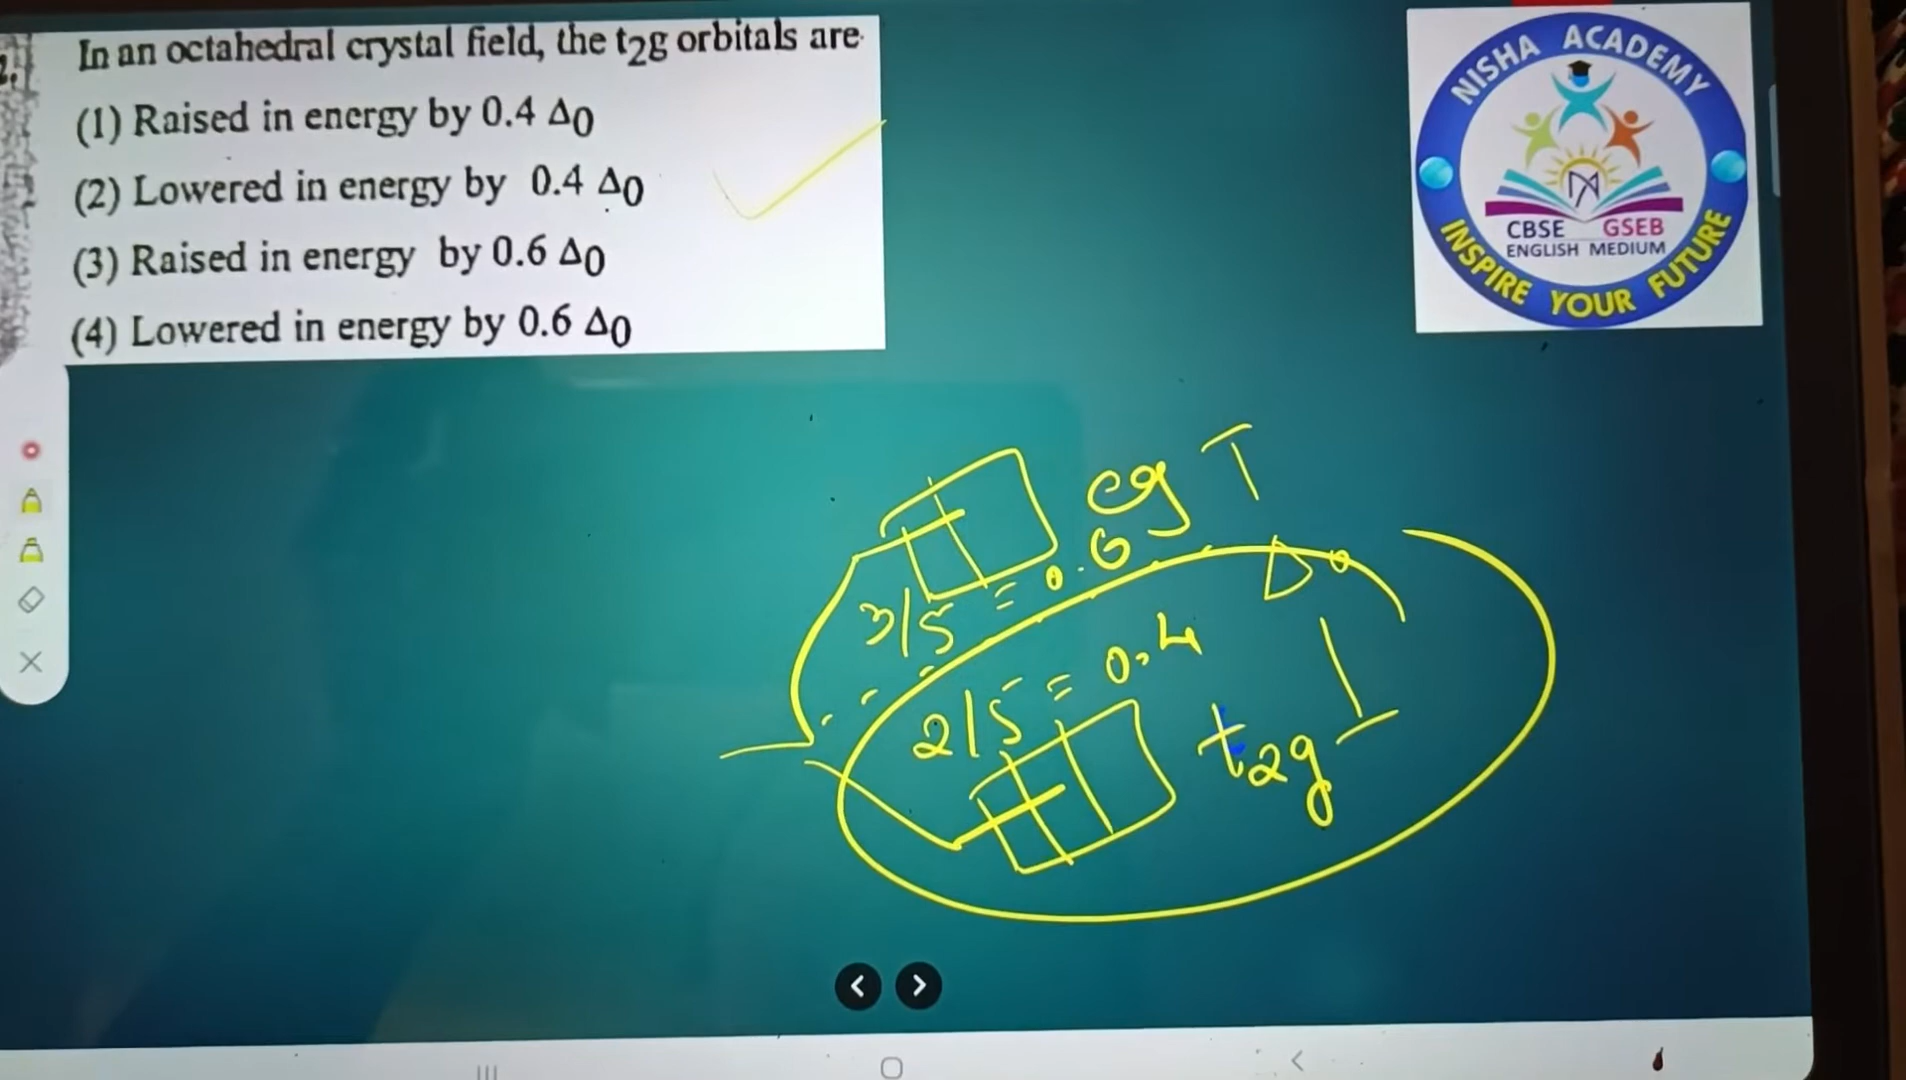 In an octahedral crystal field, the t2g orbitals are
(1) Raised in energy by 0.4 Δ0
(2) Lowered in energy by 0.4 Δ0
(3) Raised in energy by 0.6 Δ0
(4) Lowered in energy by 0.6 Δ0
NISHA ACADEMY
CBSE GSEB
ENGLISH MEDIUM
INSPIRE YOUR FUTURE
eg
3/5 = 0.6
Δ0
2/5 = 0.4
t2g